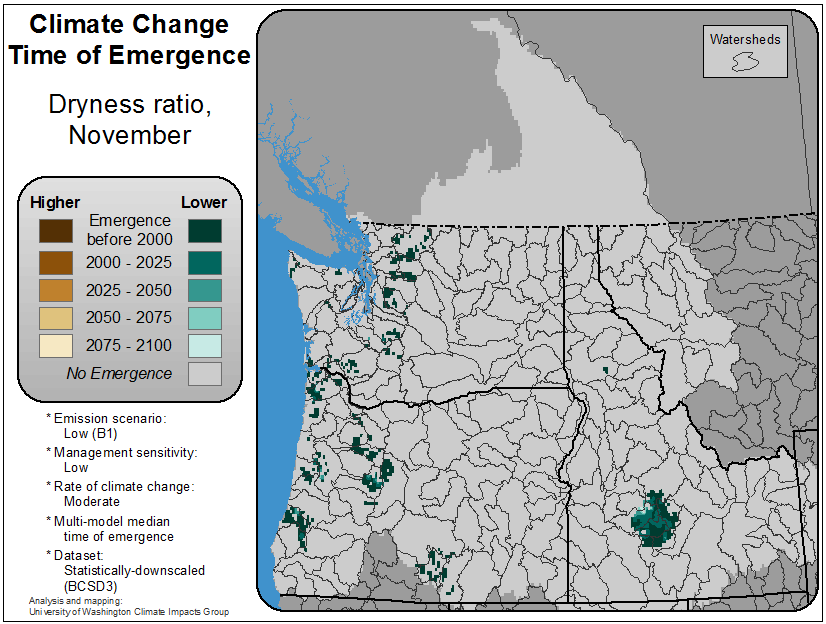 Climate Change
Time of Emergence
Dryness ratio,
November
Higher Lower
Emergence
before 2000
2000 - 2025
2025 - 2050
2050 - 2075
2075 - 2100
No Emergence
* Emission scenario:
Low (B1)
* Management sensitivity:
Low
* Rate of climate change:
Moderate
* Multi-model median
time of emergence
* Dataset:
Statistically-downscaled
(BCSD3)
Analysis and mapping:
University of Washington Climate Impacts Group
Watersheds